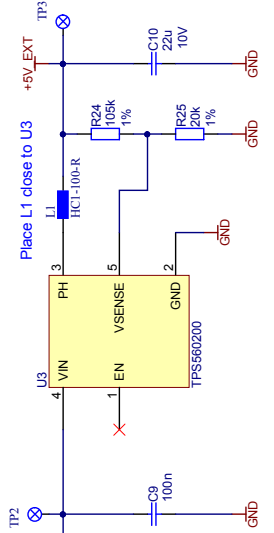 TP3
+5V_EXT
C10
22u
10V
GND
R24
105k
1%
R25
20k
1%
GND
Place L1 close to U3
L1
HC1-100-R
GND
U3
3
PH
5
VSENSE
2
GND
4
VIN
1
EN
TPS560200
TP2
C9
100n
GND